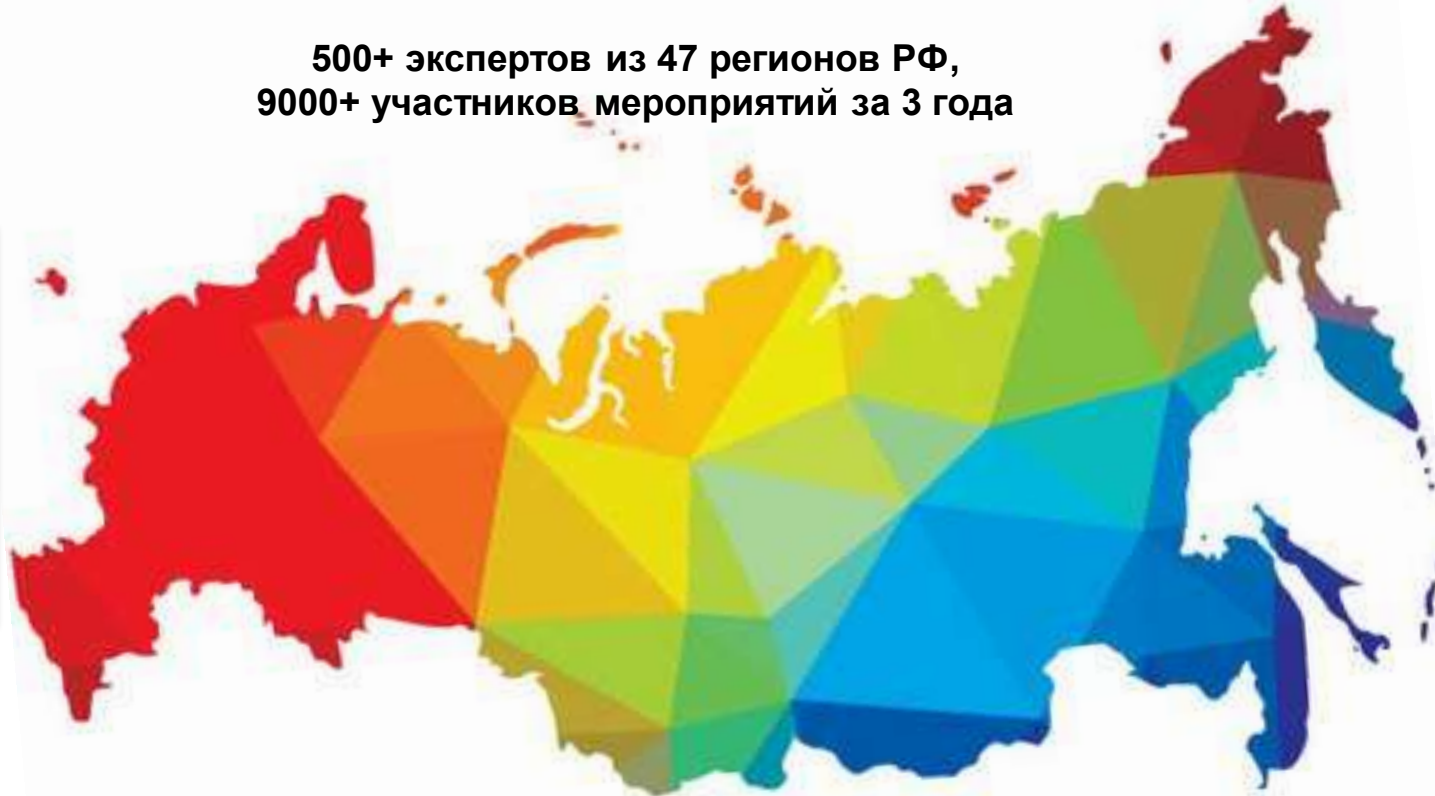 500+ экспертов из 47 регионов РФ,
9000+ участников мероприятий за 3 года